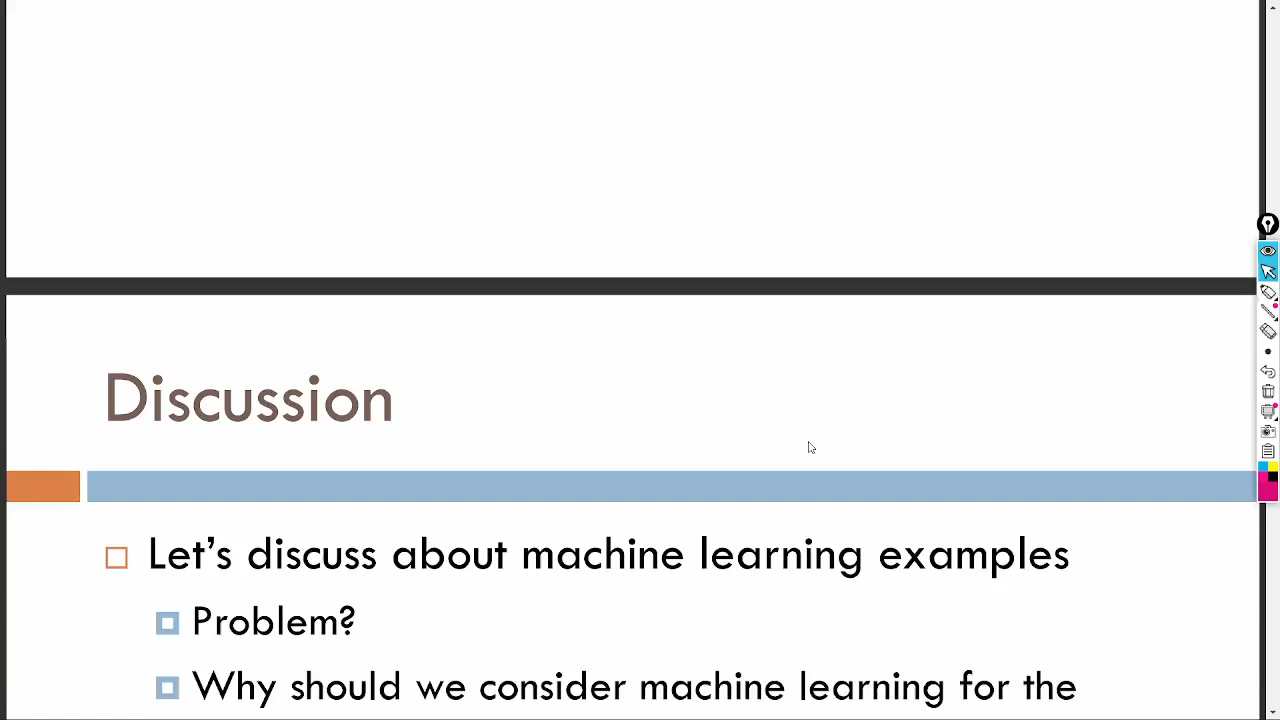 Discussion
Let's discuss about machine learning examples
Problem?
Why should we consider machine learning for the